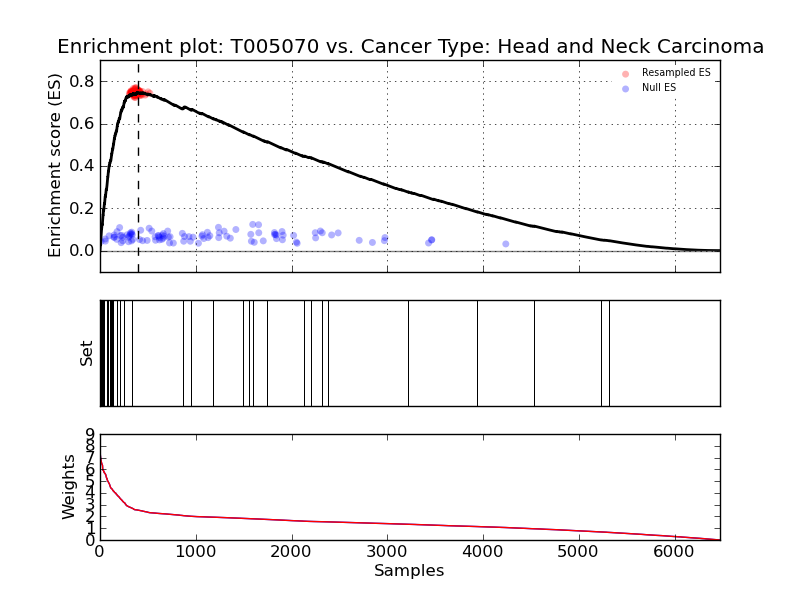 Enrichment plot: T005070 vs. Cancer Type: Head and Neck Carcinoma
Enrichment score (ES)
0.8
0.6
0.4
0.2
0.0
Resampled ES
Null ES
Set
Weights
9
8
7
6
5
4
3
2
1
0
0 1000 2000 3000 4000 5000 6000
Samples